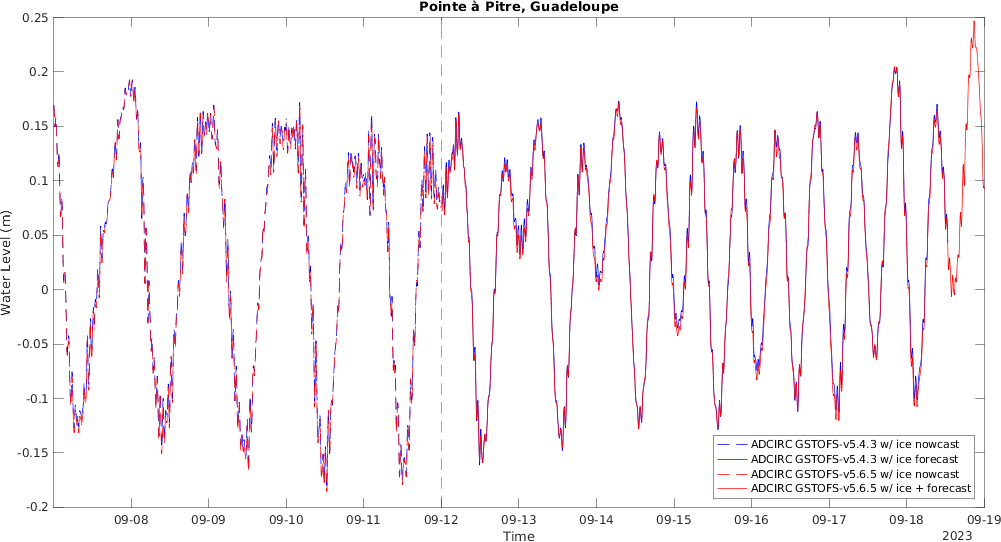 Pointe à Pitre, Guadeloupe
0.25
0.2
0.15
0.1
0.05
0
-0.05
-0.1
-0.15
-0.2
Water Level (m)
ADCIRC GSTOFS-v5.4.3 w/ ice nowcast
ADCIRC GSTOFS-v5.4.3 w/ ice forecast
ADCIRC GSTOFS-v5.6.5 w/ ice nowcast
ADCIRC GSTOFS-v5.6.5 w/ ice + forecast
09-08 09-09 09-10 09-11 09-12 09-13 09-14 09-15 09-16 09-17 09-18 09-19
Time
2023